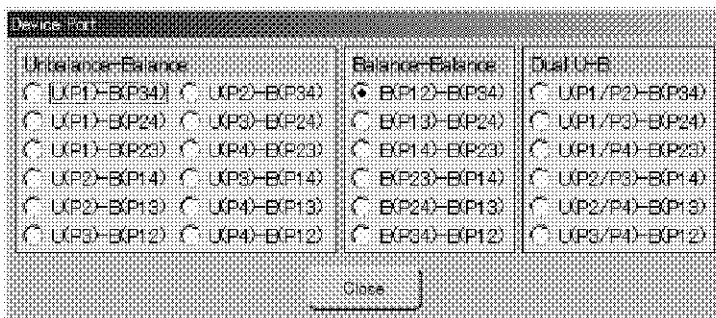 Device Port
Unbalance-Balance Balance-Balance Dual U-B
U(P1)-B(P34) U(P2)-B(P34) B(P12)-B(P34) U(P1/P2)-B(P34)
U(P1)-B(P24) U(P3)-B(P24) B(P13)-B(P24) U(P1/P3)-B(P24)
U(P1)-B(P23) U(P4)-B(P23) B(P14)-B(P23) U(P1/P4)-B(P23)
U(P2)-B(P14) U(P3)-B(P14) B(P23)-B(P14) U(P2/P3)-B(P14)
U(P2)-B(P13) U(P4)-B(P13) B(P24)-B(P13) U(P2/P4)-B(P13)
U(P3)-B(P12) U(P4)-B(P12) B(P34)-B(P12) U(P3/P4)-B(P12)
Close